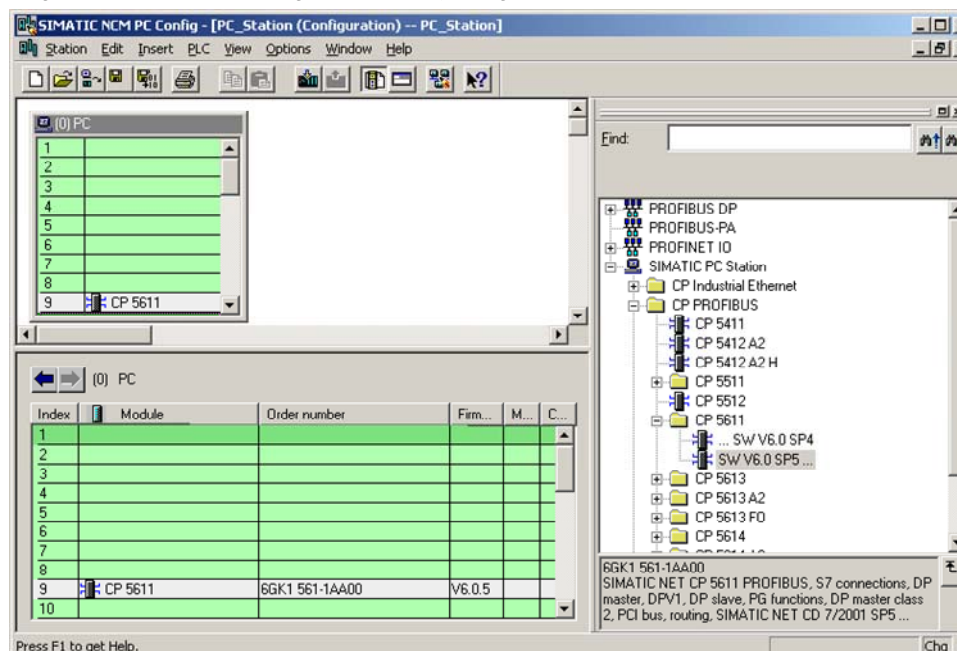 SIMATIC NCM PC Config - [PC_Station (Configuration) -- PC_Station]
Station Edit Insert PLC View Options Window Help
(0) PC
1
2
3
4
5
6
7
8
9 CP 5611
Find:
PROFIBUS DP
PROFIBUS-PA
PROFINET IO
SIMATIC PC Station
CP Industrial Ethernet
CP PROFIBUS
CP 5411
CP 5412 A2
CP 5412 A2 H
CP 5511
CP 5512
CP 5611
... SW V6.0 SP4
SW V6.0 SP5 ...
CP 5613
CP 5613 A2
CP 5613 FO
CP 5614
6GK1 561-1AA00
SIMATIC NET CP 5611 PROFIBUS, S7 connections, DP
master, DPV1, DP slave, PG functions, DP master class
2, PCI bus, routing, SIMATIC NET CD 7/2001 SP5 ...
(0) PC
Index Module Order number Firm... M... C...
1
2
3
4
5
6
7
8
9 CP 5611 6GK1 561-1AA00 V6.0.5
10
Press F1 to get Help.
Chg